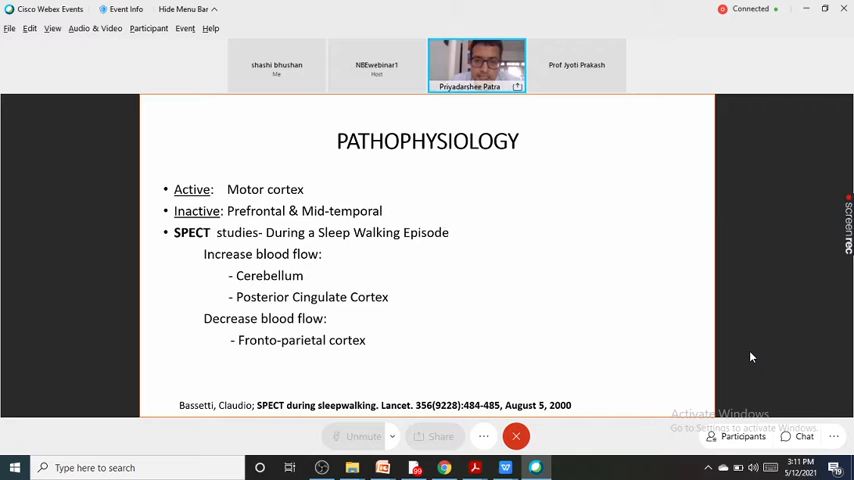 Cisco Webex Events
Event Info
Hide Menu Bar
Connected
File Edit View Audio & Video Participant Event Help
shashi bhushan
Me
NBEwebinar1
Host
Priyadarshee Patra
Prof Jyoti Prakash
PATHOPHYSIOLOGY
• Active: Motor cortex
• Inactive: Prefrontal & Mid-temporal
• SPECT studies- During a Sleep Walking Episode
Increase blood flow:
- Cerebellum
- Posterior Cingulate Cortex
Decrease blood flow:
- Fronto-parietal cortex
Bassetti, Claudio; SPECT during sleepwalking. Lancet. 356(9228):484-485, August 5, 2000
screenrec
Activate Windows
Go to Settings to activate Windows.
Unmute
Share
Participants
Chat
Type here to search
99
3:11 PM
5/12/2021
19